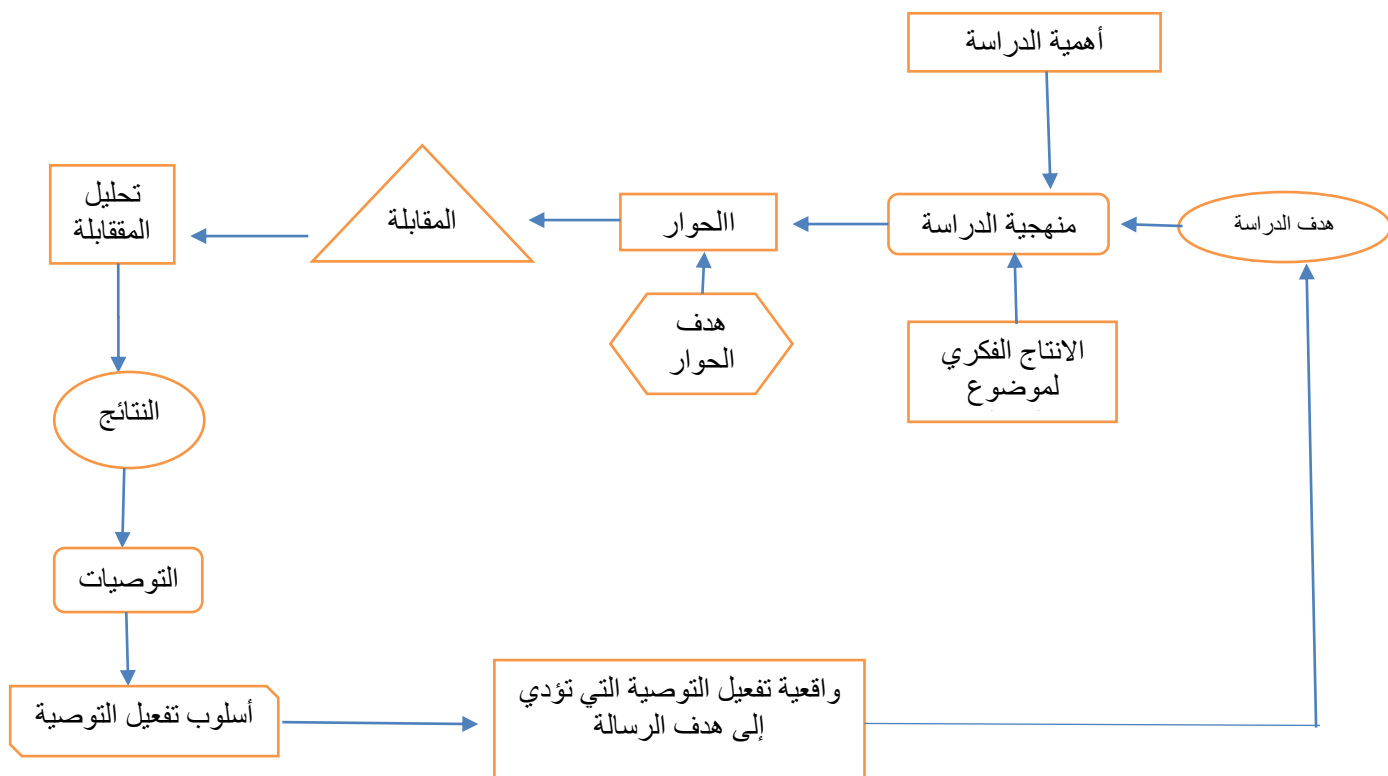 أهمية الدراسة
هدف الدراسة
منهجية الدراسة
الانتاج الفكري
لموضوع
االحوار
هدف
الحوار
المقابلة
تحليل
المققابلة
النتائج
التوصيات
أسلوب تفعيل التوصية
واقعية تفعيل التوصية التي تؤدي
إلى هدف الرسالة